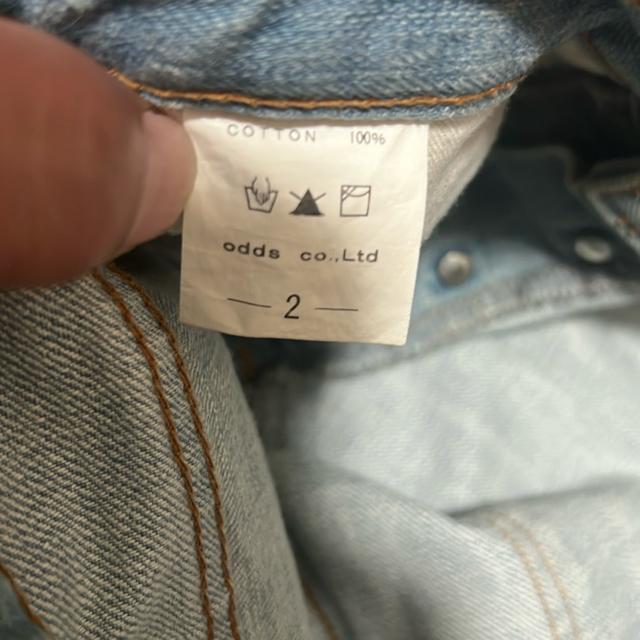 COTTON 100%
odds co.,Ltd
— 2 —